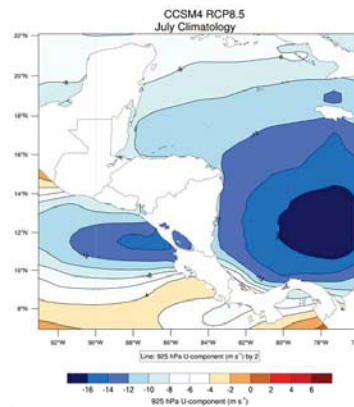 CCSM4 RCP8.5
July Climatology
22°N
20°N
18°N
16°N
14°N
12°N
10°N
8°N
92°W 90°W 88°W 86°W 84°W 82°W 80°W 78°W
Line: 925 hPa U-component (m s⁻¹) by 2
-16 -14 -12 -10 -8 -6 -4 -2 0 2 4 6
925 hPa U-component (m s⁻¹)